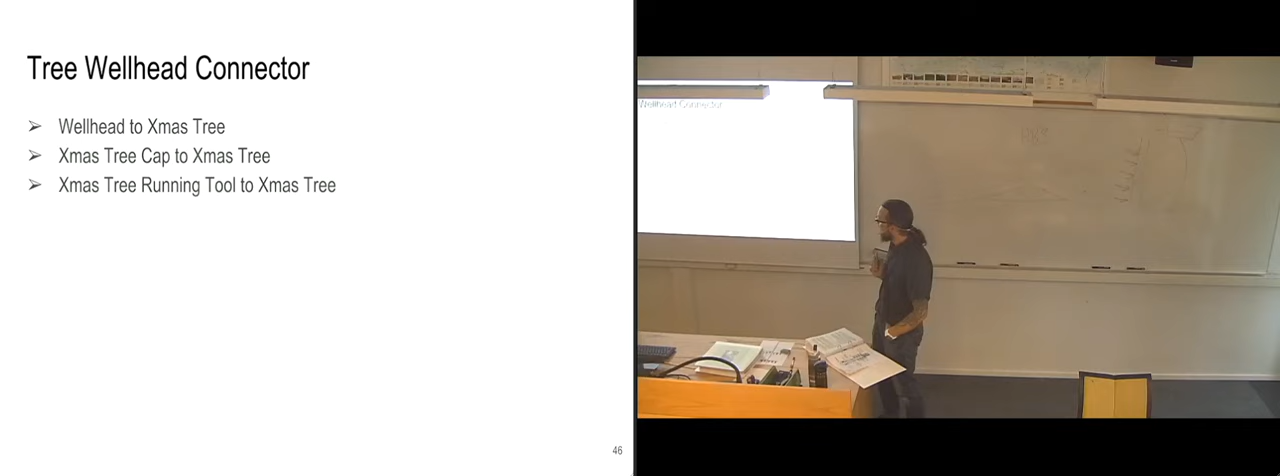 Tree Wellhead Connector
➢ Wellhead to Xmas Tree
➢ Xmas Tree Cap to Xmas Tree
➢ Xmas Tree Running Tool to Xmas Tree
46
Wellhead Connector